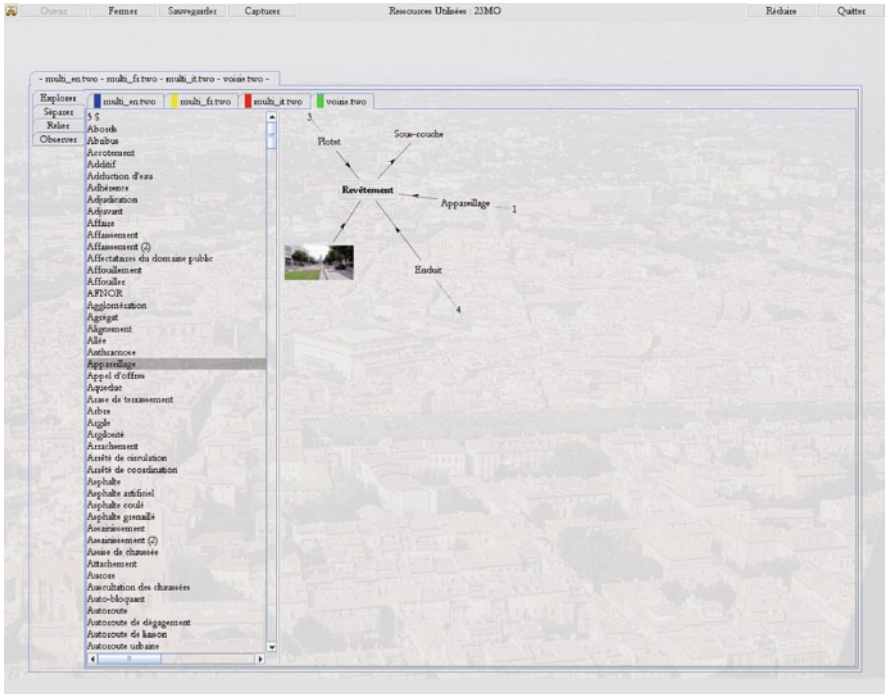 Ouvrir Fermer Sauvegarder Capturer Ressources Utilisées : 23MO Réduire Quitter
- multi_en.two - multi_fr.two - multi_it.two - voirie.two -
Explorer
Séparer
Relier
Observer
multi_en.two multi_fr.two multi_it.two voirie.two
3 S
Abords
Abribus
Accotement
Additif
Adduction d'eau
Adhérence
Adjudication
Adjuvant
Affaire
Affaissement
Affaissement (2)
Affectataires du domaine public
Affouillement
Affouiller
AFNOR
Agglomération
Agrégat
Alignement
Allée
Anthracnose
Appareillage
Appel d'offres
Aqueduc
Arase de terrassement
Arbre
Argile
Argilosité
Arrachement
Arrêté de circulation
Arrêté de coordination
Asphalte
Asphalte artificiel
Asphalte coulé
Asphalte grenaillé
Assainissement
Assainissement (2)
Assise de chaussée
Attachement
Aurore
Auscultation des chaussées
Auto-bloquant
Autoroute
Autoroute de dégagement
Autoroute de liaison
Autoroute urbaine
3
Plotet
Sous-couche
Revêtement
Appareillage
1
Enduit
4